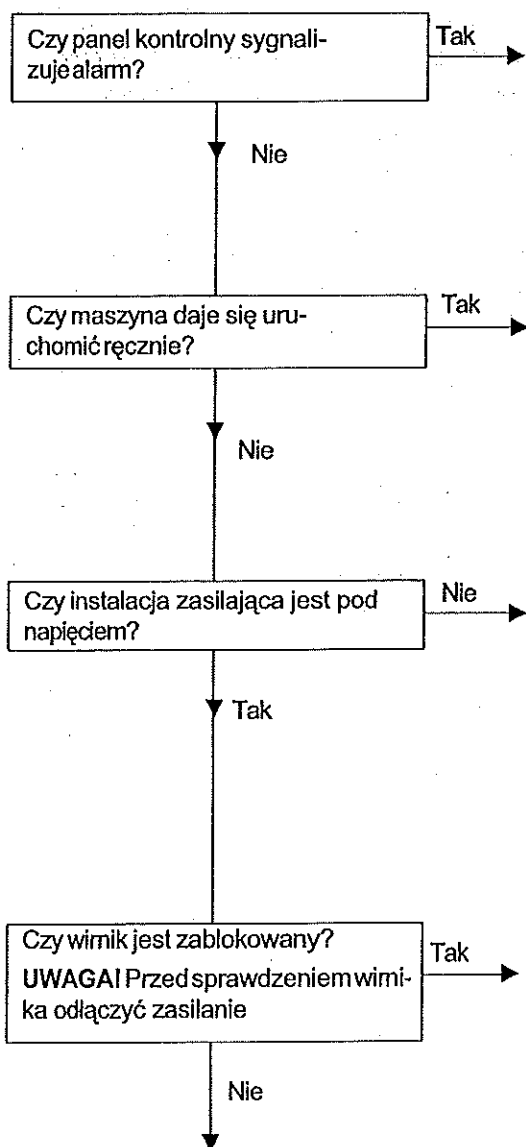 Czy panel kontrolny sygnali-
zuje alarm?
Tak
Nie
Czy maszyna daje się uru-
chomić ręcznie?
Tak
Nie
Czy instalacja zasilająca jest pod
napięciem?
Nie
Tak
Czy wirnik jest zablokowany?
UWAGA! Przed sprawdzeniem wirni-
ka odłączyć zasilanie
Tak
Nie